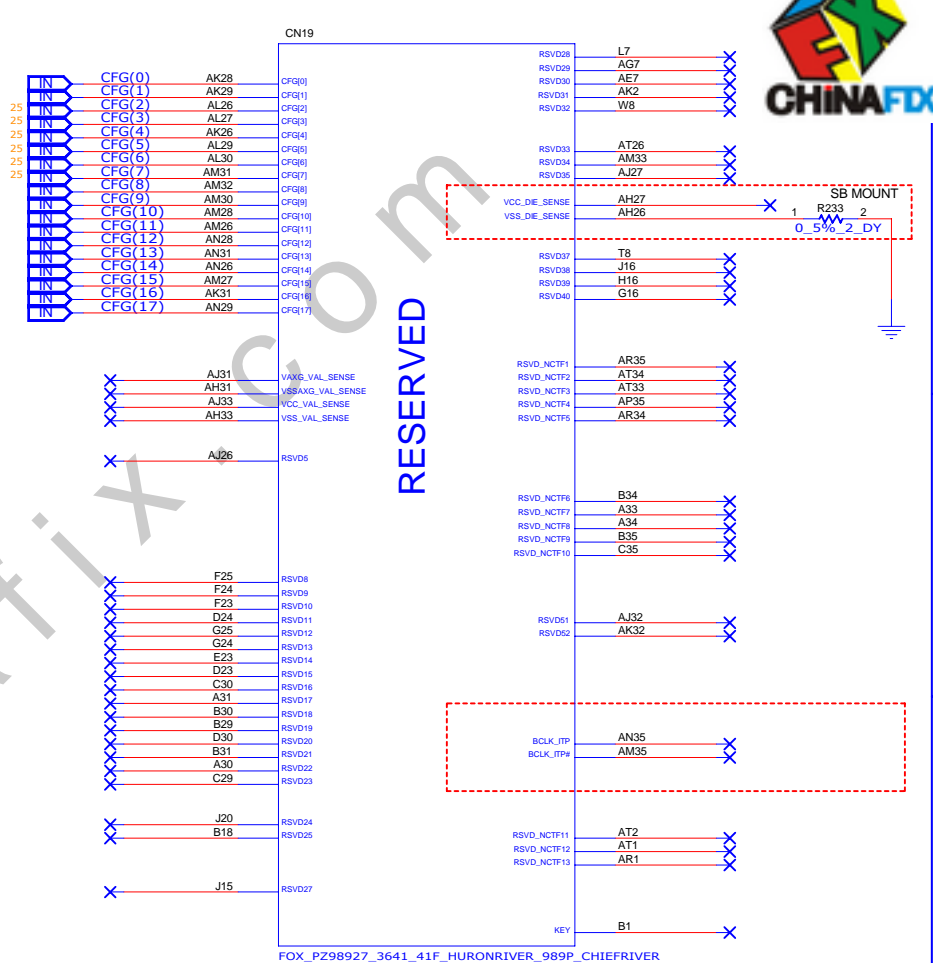 CN19
CHINAFIX
IN CFG(0) AK28 CFG[0]
IN CFG(1) AK29 CFG[1]
25 IN CFG(2) AL26 CFG[2]
25 IN CFG(3) AL27 CFG[3]
25 IN CFG(4) AK26 CFG[4]
25 IN CFG(5) AL29 CFG[5]
25 IN CFG(6) AL30 CFG[6]
25 IN CFG(7) AM31 CFG[7]
IN CFG(8) AM32 CFG[8]
IN CFG(9) AM30 CFG[9]
IN CFG(10) AM28 CFG[10]
IN CFG(11) AM26 CFG[11]
IN CFG(12) AN28 CFG[12]
IN CFG(13) AN31 CFG[13]
IN CFG(14) AN26 CFG[14]
IN CFG(15) AM27 CFG[15]
IN CFG(16) AK31 CFG[16]
IN CFG(17) AN29 CFG[17]
AJ31 VAXG_VAL_SENSE
AH31 VSSAXG_VAL_SENSE
AJ33 VCC_VAL_SENSE
AH33 VSS_VAL_SENSE
AJ26 RSVD5
F25 RSVD8
F24 RSVD9
F23 RSVD10
D24 RSVD11
G25 RSVD12
G24 RSVD13
E23 RSVD14
D23 RSVD15
C30 RSVD16
A31 RSVD17
B30 RSVD18
B29 RSVD19
D30 RSVD20
B31 RSVD21
A30 RSVD22
C29 RSVD23
J20 RSVD24
B18 RSVD25
J15 RSVD27
RESERVED
RSVD28 L7
RSVD29 AG7
RSVD30 AE7
RSVD31 AK2
RSVD32 W8
RSVD33 AT26
RSVD34 AM33
RSVD35 AJ27
SB MOUNT
VCC_DIE_SENSE AH27
VSS_DIE_SENSE AH26 1 R233 2
0_5%_2_DY
RSVD37 T8
RSVD38 J16
RSVD39 H16
RSVD40 G16
RSVD_NCTF1 AR35
RSVD_NCTF2 AT34
RSVD_NCTF3 AT33
RSVD_NCTF4 AP35
RSVD_NCTF5 AR34
RSVD_NCTF6 B34
RSVD_NCTF7 A33
RSVD_NCTF8 A34
RSVD_NCTF9 B35
RSVD_NCTF10 C35
RSVD51 AJ32
RSVD52 AK32
BCLK_ITP AN35
BCLK_ITP# AM35
RSVD_NCTF11 AT2
RSVD_NCTF12 AT1
RSVD_NCTF13 AR1
KEY B1
FOX_PZ98927_3641_41F_HURONRIVER_989P_CHIEFRIVER
fix.com